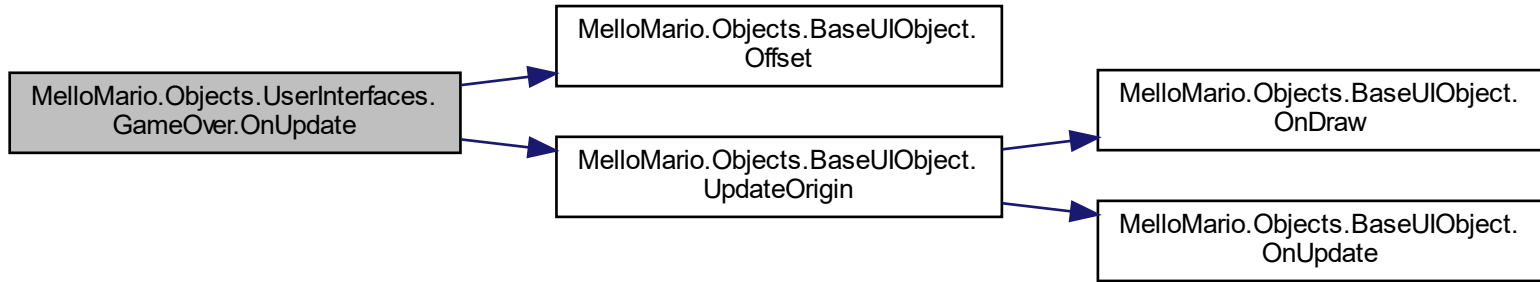 MelloMario.Objects.UserInterfaces.
GameOver.OnUpdate
MelloMario.Objects.BaseUIObject.
Offset
MelloMario.Objects.BaseUIObject.
UpdateOrigin
MelloMario.Objects.BaseUIObject.
OnDraw
MelloMario.Objects.BaseUIObject.
OnUpdate